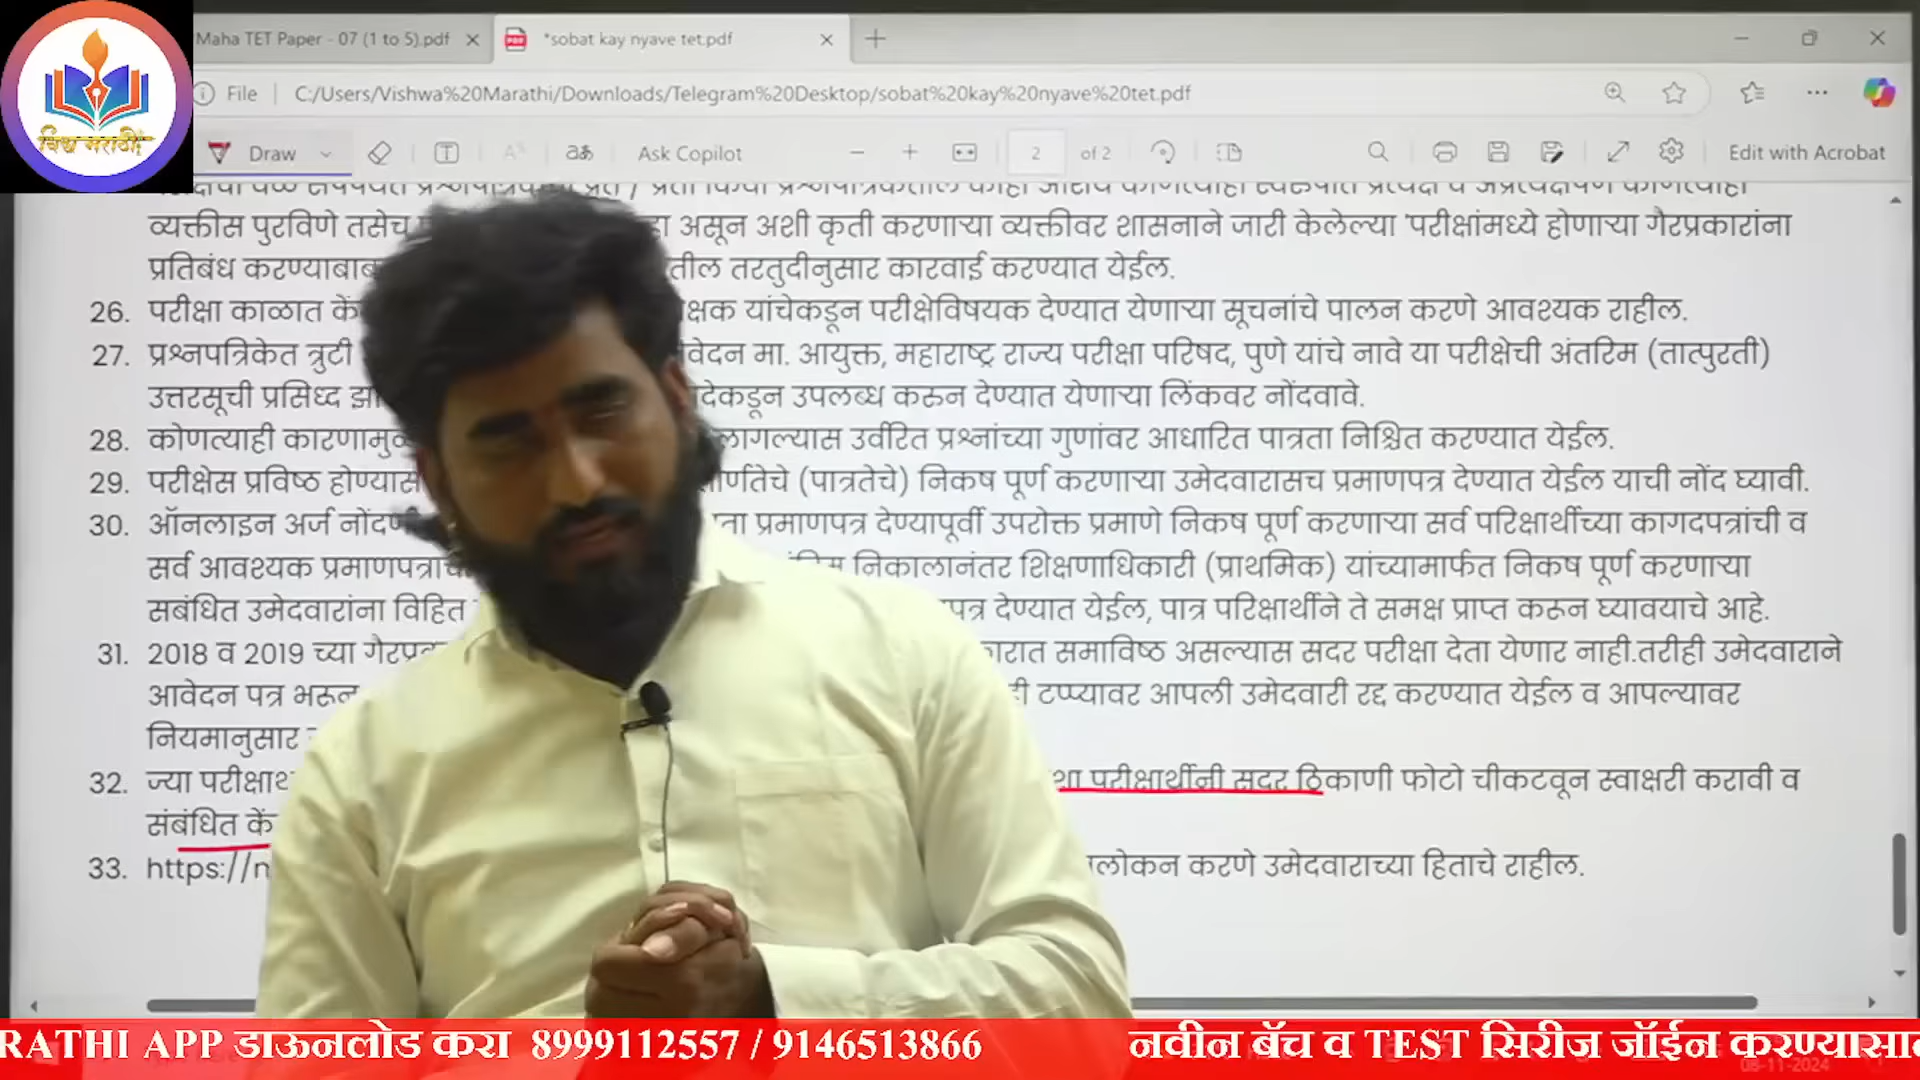 Maha TET Paper - 07 (1 to 5).pdf
*sobat kay nyave tet.pdf
विश्व मराठी
File C:/Users/Vishwa%20Marathi/Downloads/Telegram%20Desktop/sobat%20kay%20nyave%20tet.pdf
Draw Ask Copilot 2 of 2 Edit with Acrobat
व्यक्तीस पुरविणे तसेच असून अशी कृती करणाऱ्या व्यक्तीवर शासनाने जारी केलेल्या 'परीक्षांमध्ये होणाऱ्या गैरप्रकारांना
प्रतिबंध करण्याबाब तील तरतुदीनुसार कारवाई करण्यात येईल.
26. परीक्षा काळात कें क्षक यांचेकडून परीक्षेविषयक देण्यात येणाऱ्या सूचनांचे पालन करणे आवश्यक राहील.
27. प्रश्नपत्रिकेत त्रुटी वेदन मा. आयुक्त, महाराष्ट्र राज्य परीक्षा परिषद, पुणे यांचे नावे या परीक्षेची अंतरिम (तात्पुरती)
उत्तरसूची प्रसिध्द झा देकडून उपलब्ध करुन देण्यात येणाऱ्या लिंकवर नोंदवावे.
28. कोणत्याही कारणामुळ लागल्यास उर्वरित प्रश्नांच्या गुणांवर आधारित पात्रता निश्चित करण्यात येईल.
29. परीक्षेस प्रविष्ठ होण्यास र्णतेचे (पात्रतेचे) निकष पूर्ण करणाऱ्या उमेदवारासच प्रमाणपत्र देण्यात येईल याची नोंद घ्यावी.
30. ऑनलाइन अर्ज नोंदणी ता प्रमाणपत्र देण्यापूर्वी उपरोक्त प्रमाणे निकष पूर्ण करणाऱ्या सर्व परिक्षार्थींच्या कागदपत्रांची व
सर्व आवश्यक प्रमाणपत्रांच निकालानंतर शिक्षणाधिकारी (प्राथमिक) यांच्यामार्फत निकष पूर्ण करणाऱ्या
सबंधित उमेदवारांना विहित पत्र देण्यात येईल, पात्र परिक्षार्थीने ते समक्ष प्राप्त करून घ्यावयाचे आहे.
31. 2018 व 2019 च्या गैरप्रक ारात समाविष्ठ असल्यास सदर परीक्षा देता येणार नाही.तरीही उमेदवाराने
आवेदन पत्र भरून ही टप्प्यावर आपली उमेदवारी रद्द करण्यात येईल व आपल्यावर
नियमानुसार
32. ज्या परीक्षाथ परीक्षार्थींनी सदर ठिकाणी फोटो चीकटवून स्वाक्षरी करावी व
संबंधित कें
33. https:// लोकन करणे उमेदवाराच्या हिताचे राहील.
RATHI APP डाऊनलोड करा 8999112557 / 9146513866 नवीन बॅच व TEST सिरीज जॉईन करण्यासा
08-11-2024